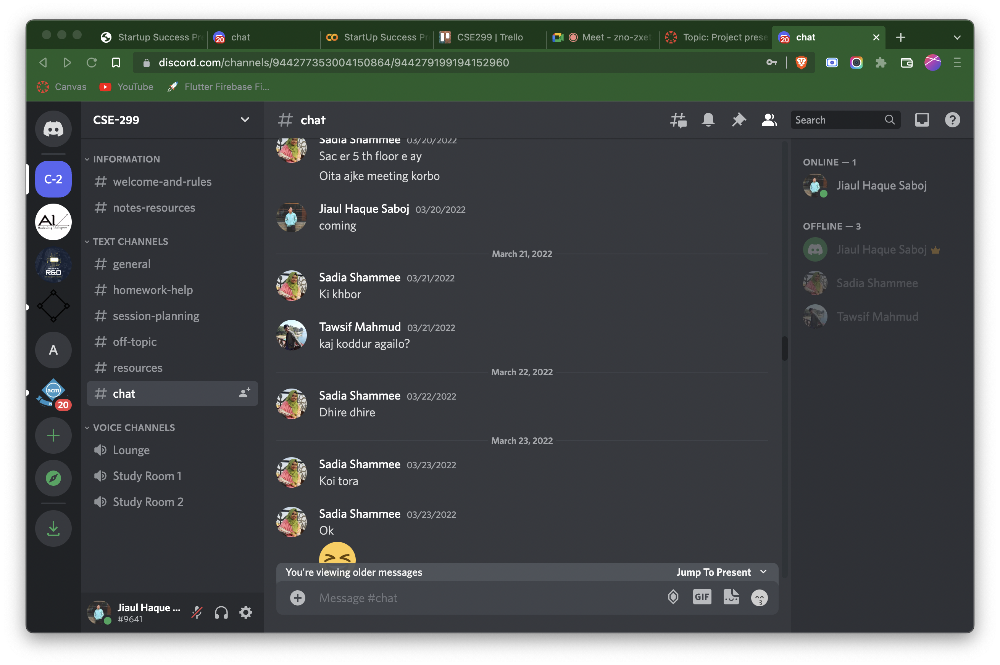 Startup Success Pre
20
chat
StartUp Success Pr
CSE299 | Trello
Meet - zno-zxet
Topic: Project prese
20
chat
discord.com/channels/944277353004150864/944279199194152960
Canvas
YouTube
Flutter Firebase Fi...
CSE-299
chat
Search
C-2
AI
Accelerating Intelligence
R&D
A
acm
20
INFORMATION
welcome-and-rules
notes-resources
TEXT CHANNELS
general
homework-help
session-planning
off-topic
resources
chat
VOICE CHANNELS
Lounge
Study Room 1
Study Room 2
Jiaul Haque ...
#9641
Sadia Shammee 03/20/2022
Sac er 5 th floor e ay
Oita ajke meeting korbo
Jiaul Haque Saboj 03/20/2022
coming
March 21, 2022
Sadia Shammee 03/21/2022
Ki khbor
Tawsif Mahmud 03/21/2022
kaj koddur agailo?
March 22, 2022
Sadia Shammee 03/22/2022
Dhire dhire
March 23, 2022
Sadia Shammee 03/23/2022
Koi tora
Sadia Shammee 03/23/2022
Ok
You're viewing older messages
Jump To Present
Message #chat
GIF
ONLINE — 1
Jiaul Haque Saboj
OFFLINE — 3
Jiaul Haque Saboj
Sadia Shammee
Tawsif Mahmud